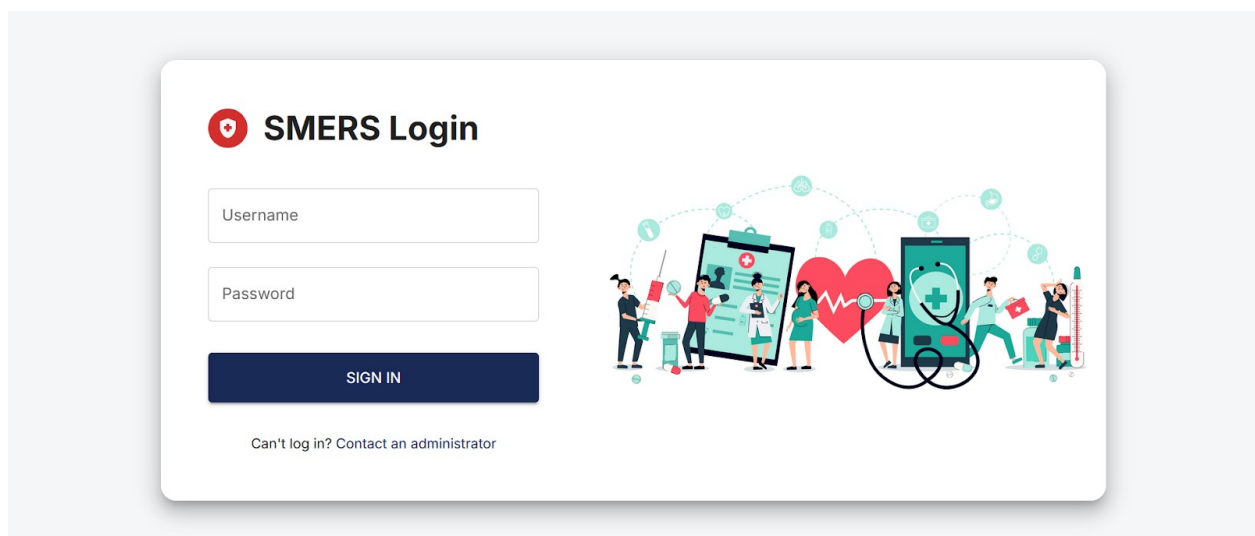 SMERS Login
Username
Password
SIGN IN
Can't log in? Contact an administrator